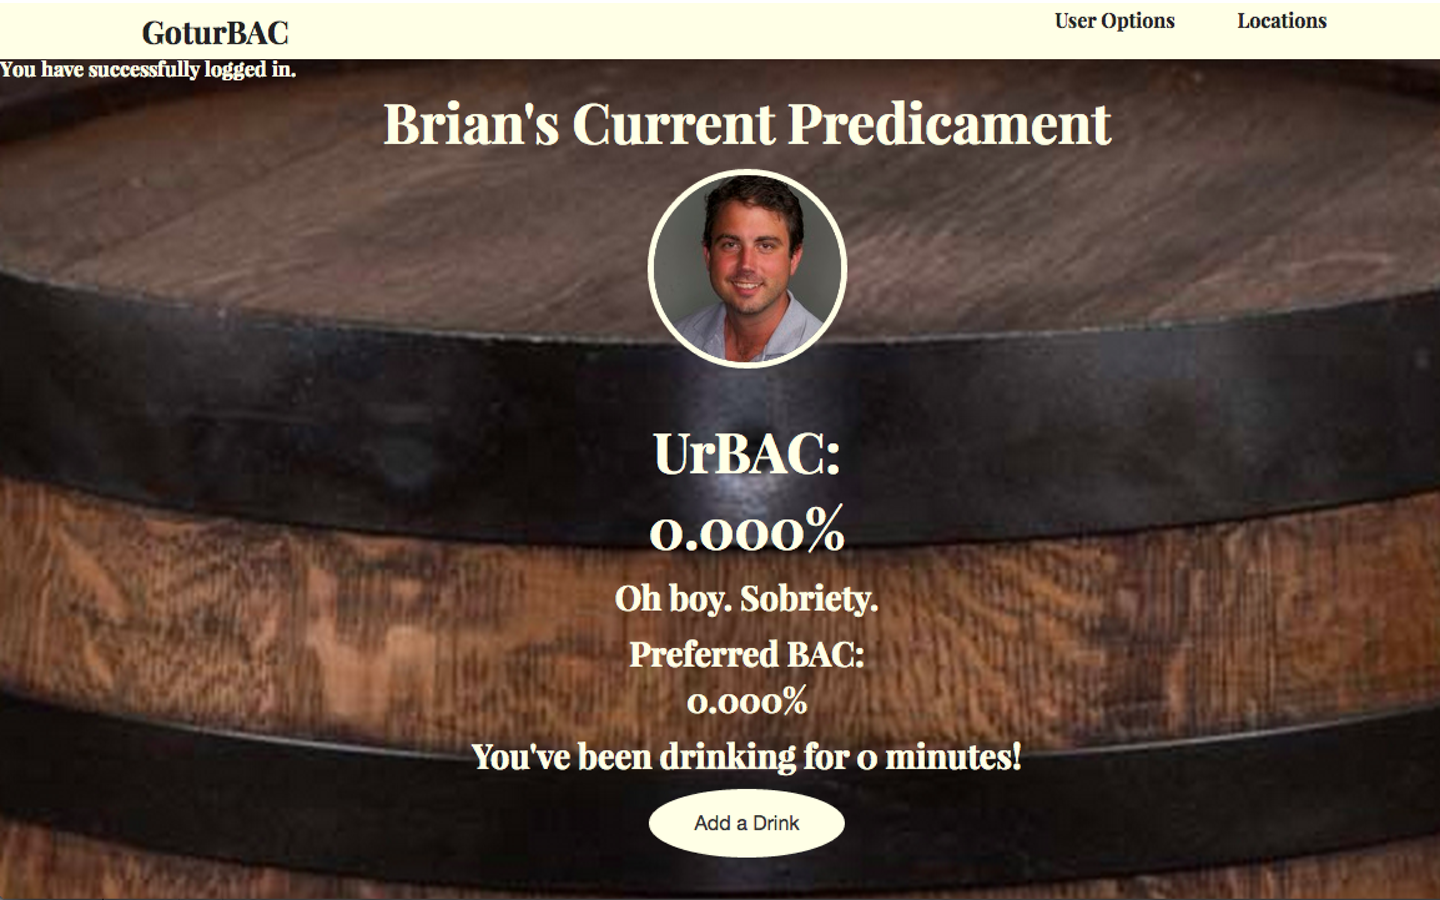 GoturBAC
User Options
Locations
You have successfully logged in.
Brian's Current Predicament
UrBAC:
0.000%
Oh boy. Sobriety.
Preferred BAC:
0.000%
You've been drinking for 0 minutes!
Add a Drink